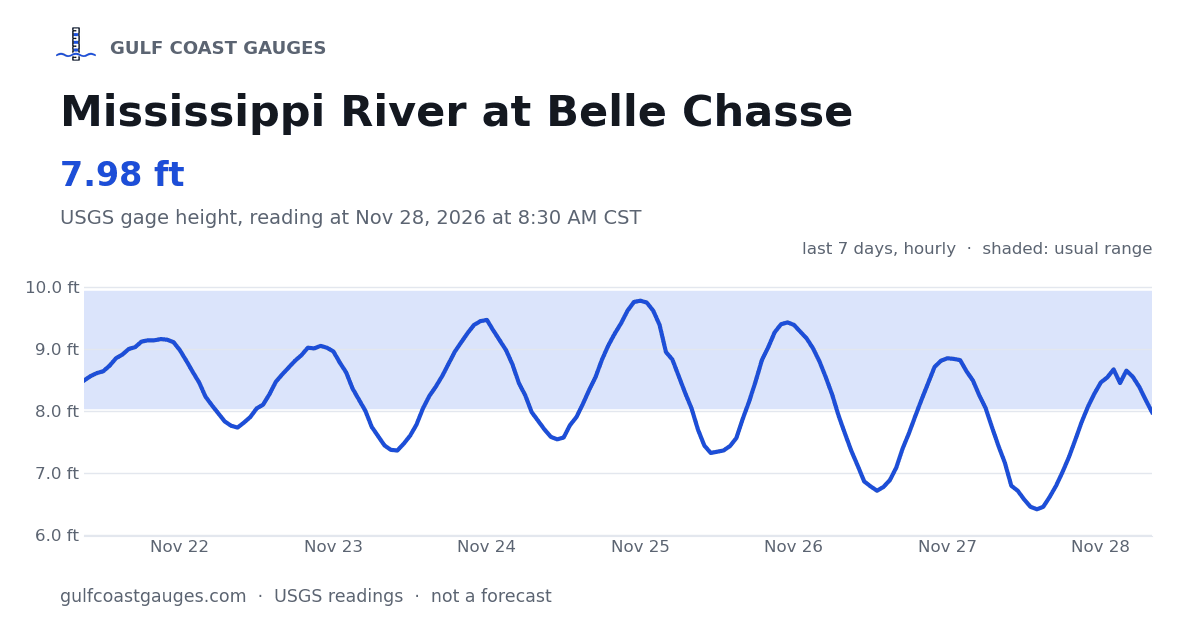 GULF COAST GAUGES
Mississippi River at Belle Chasse
7.98 ft
USGS gage height, reading at Nov 28, 2026 at 8:30 AM CST
last 7 days, hourly · shaded: usual range
10.0 ft
9.0 ft
8.0 ft
7.0 ft
6.0 ft
Nov 22 Nov 23 Nov 24 Nov 25 Nov 26 Nov 27 Nov 28
gulfcoastgauges.com · USGS readings · not a forecast